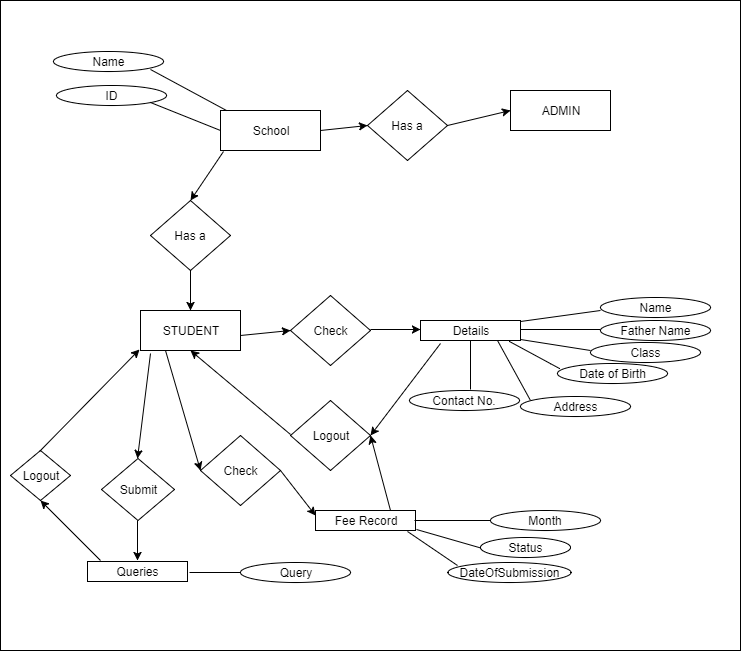 Name
ID
School
Has a
ADMIN
Has a
STUDENT
Check
Details
Name
Father Name
Class
Date of Birth
Contact No.
Address
Logout
Logout
Submit
Check
Fee Record
Month
Status
DateOfSubmission
Queries
Query